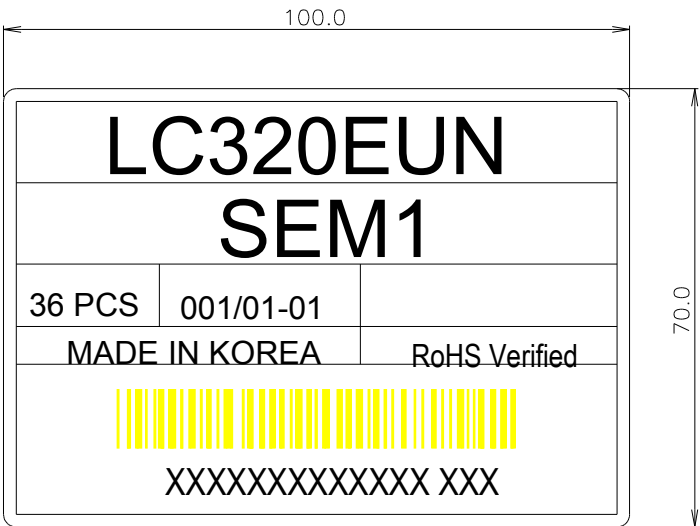 100.0
LC320EUN
SEM1
36 PCS 001/01-01
70.0
MADE IN KOREA RoHS Verified
XXXXXXXXXXXXX XXX